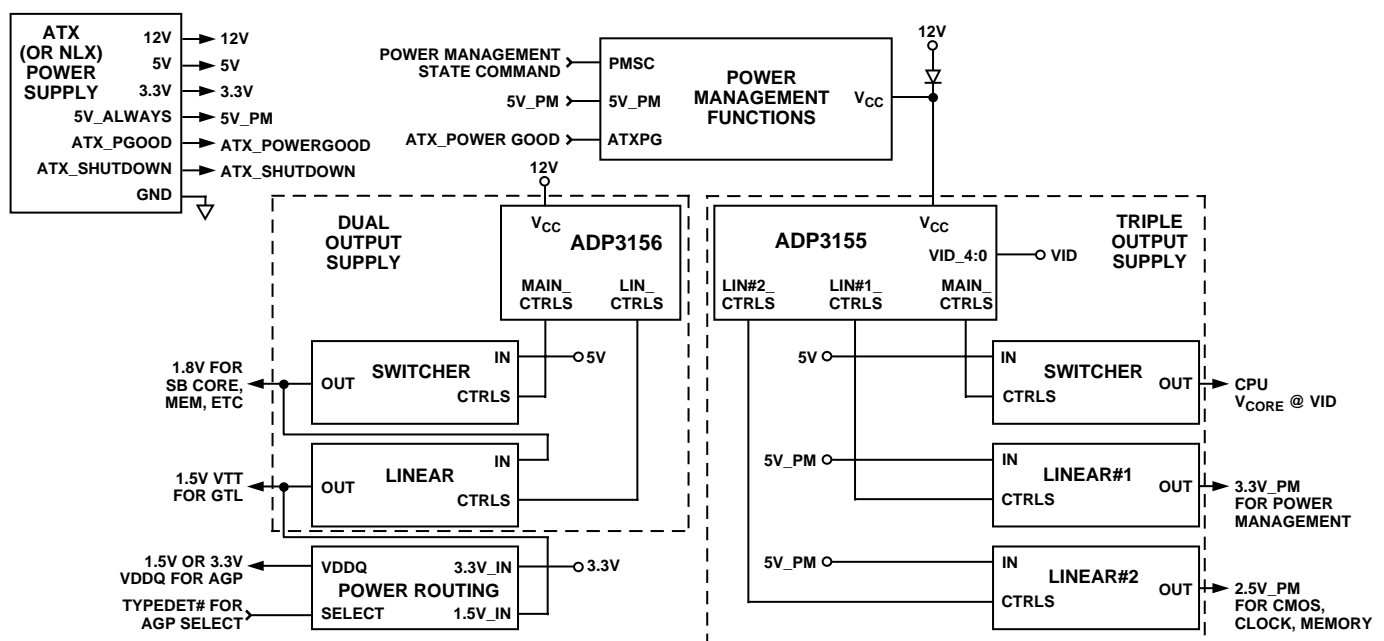 ATX
(OR NLX)
POWER
SUPPLY
12V
5V
3.3V
5V_ALWAYS
ATX_PGOOD
ATX_SHUTDOWN
GND
12V
5V
3.3V
5V_PM
ATX_POWERGOOD
ATX_SHUTDOWN
POWER MANAGEMENT
STATE COMMAND
5V_PM
ATX_POWER GOOD
PMSC
5V_PM
ATXPG
POWER
MANAGEMENT
FUNCTIONS
VCC
12V
12V
DUAL
OUTPUT
SUPPLY
VCC
ADP3156
MAIN_
CTRLS
LIN_
CTRLS
SWITCHER
IN
OUT
CTRLS
5V
1.8V FOR
SB CORE,
MEM, ETC
LINEAR
IN
OUT
CTRLS
1.5V VTT
FOR GTL
1.5V OR 3.3V
VDDQ FOR AGP
TYPEDET# FOR
AGP SELECT
VDDQ
3.3V_IN
POWER ROUTING
SELECT
1.5V_IN
3.3V
TRIPLE
OUTPUT
SUPPLY
ADP3155
VCC
VID_4:0
VID
LIN#2_
CTRLS
LIN#1_
CTRLS
MAIN_
CTRLS
5V
IN
SWITCHER
OUT
CTRLS
CPU
VCORE @ VID
5V_PM
IN
LINEAR#1
OUT
CTRLS
3.3V_PM
FOR POWER
MANAGEMENT
5V_PM
IN
LINEAR#2
OUT
CTRLS
2.5V_PM
FOR CMOS,
CLOCK, MEMORY